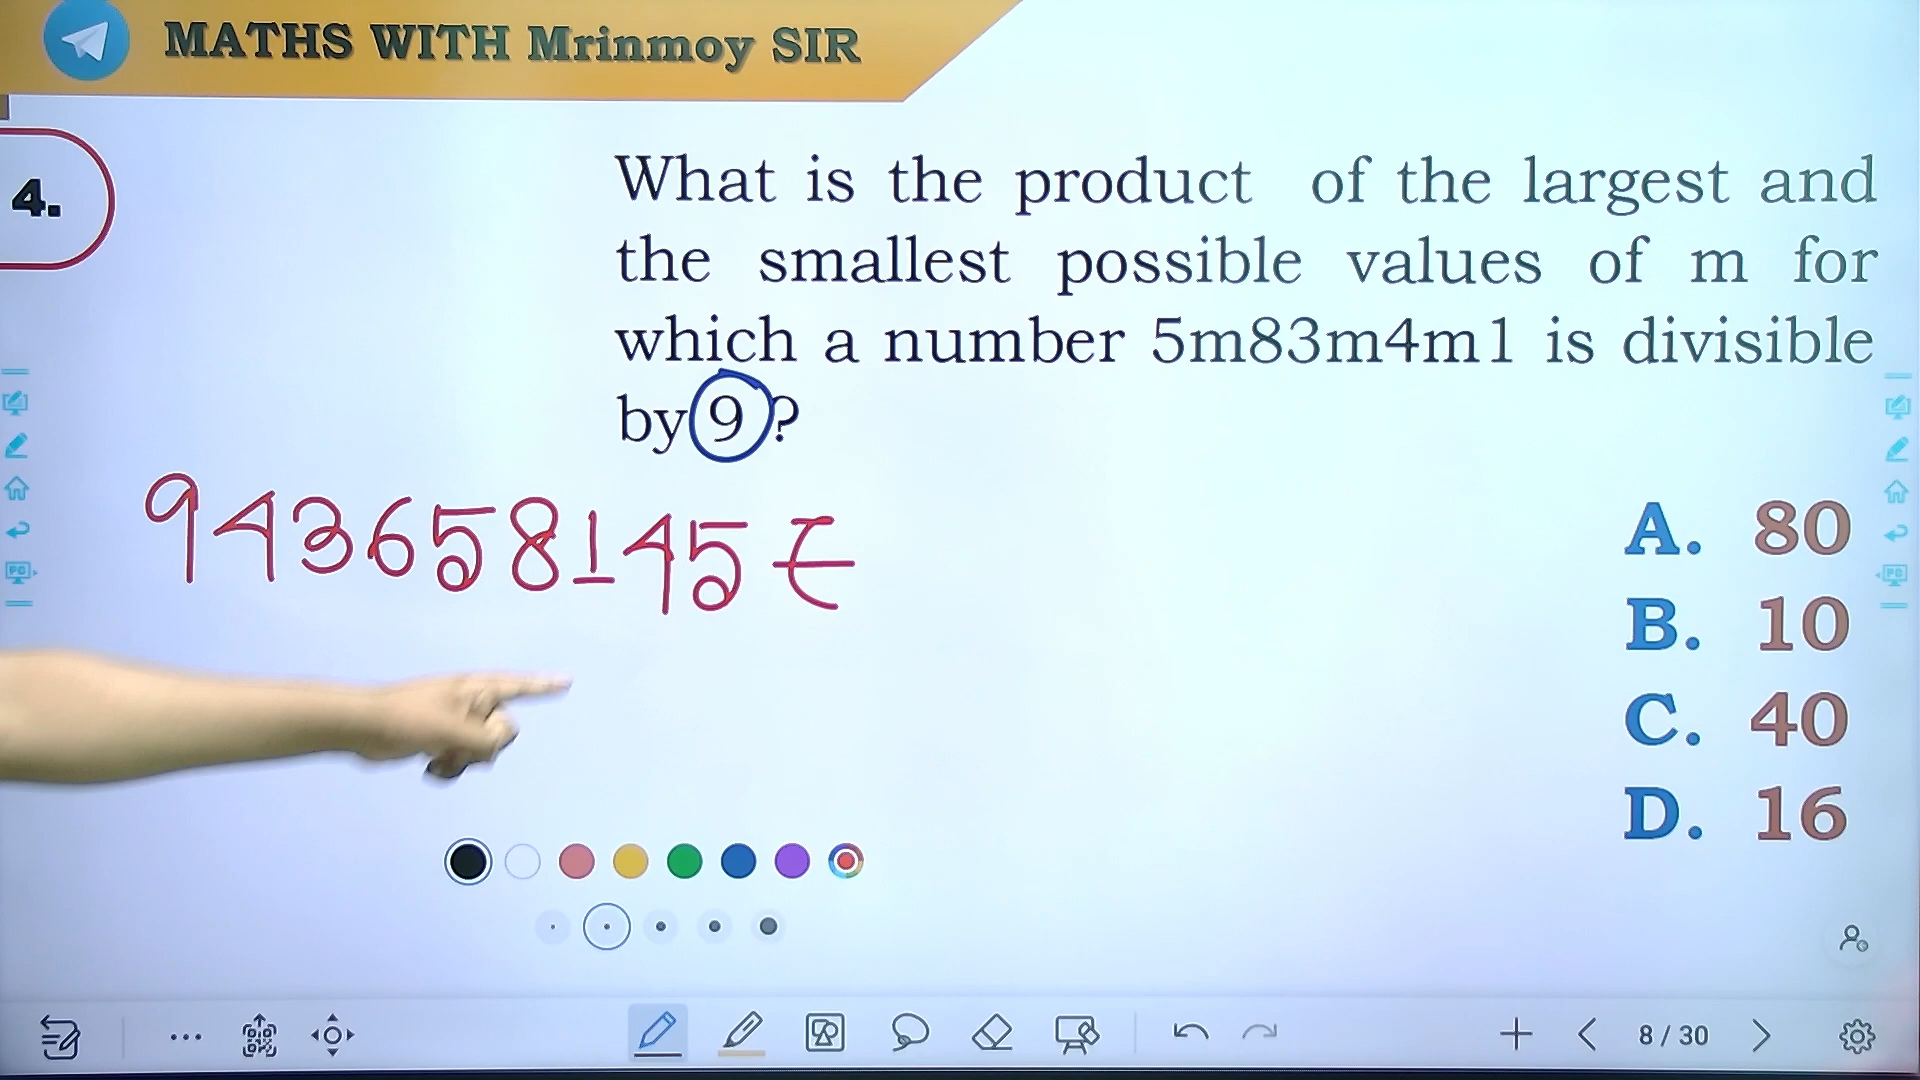 MATHS WITH Mrinmoy SIR
4.
What is the product of the largest and
the smallest possible values of m for
which a number 5m83m4m1 is divisible
by 9 ?
943658145
A. 80
B. 10
C. 40
D. 16
8 / 30